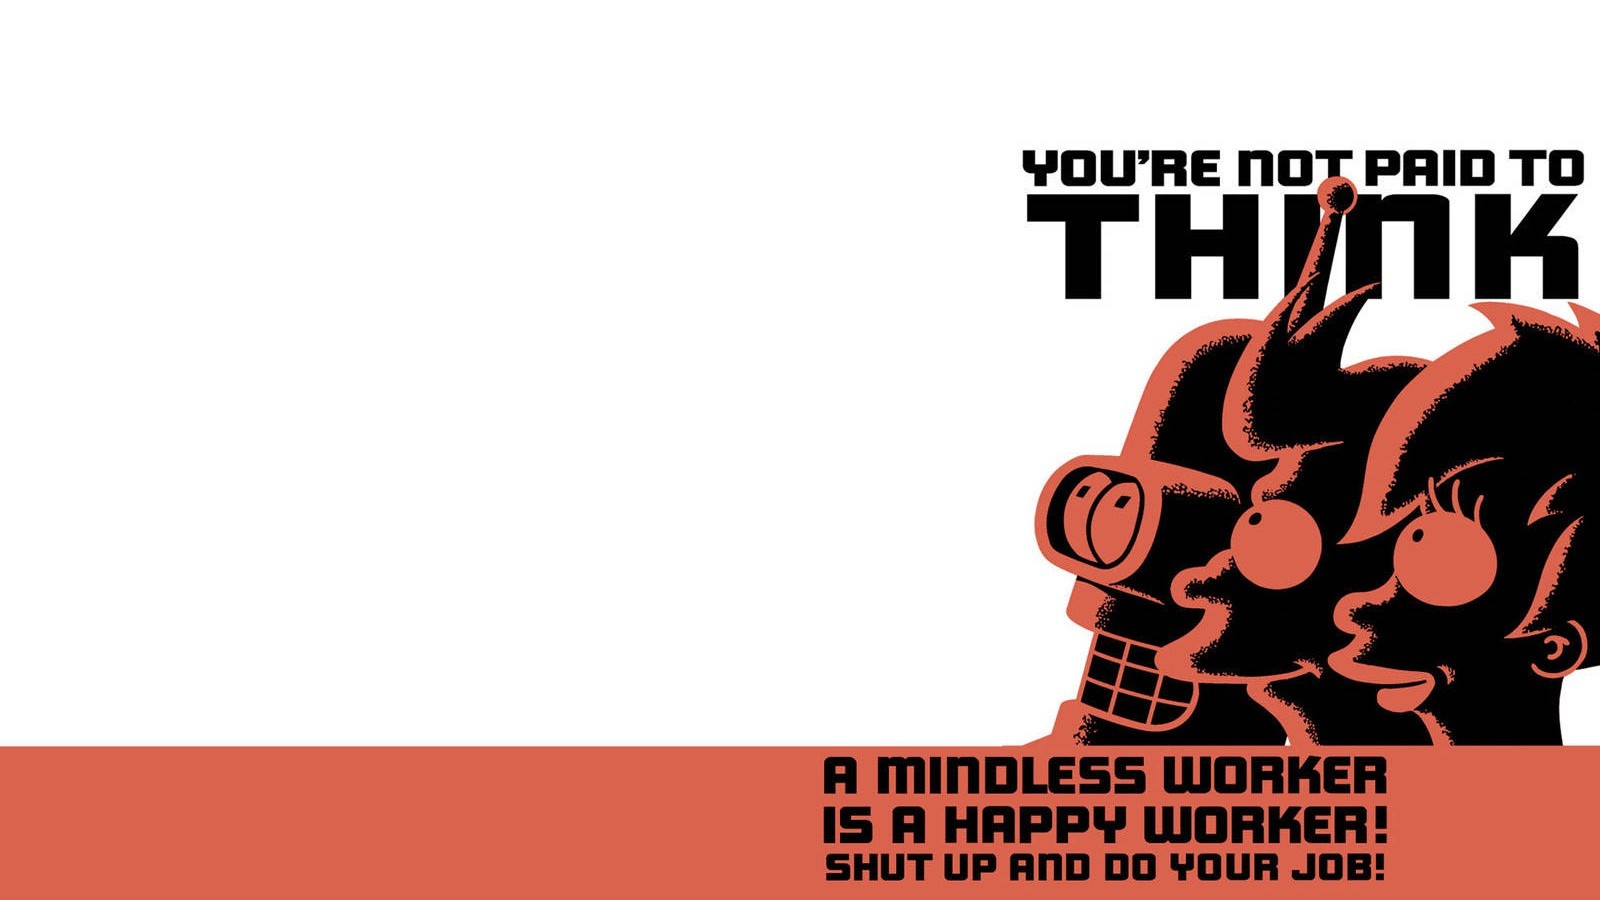 YOU'RE NOT PAID TO
THINK
A MINDLESS WORKER
IS A HAPPY WORKER!
SHUT UP AND DO YOUR JOB!